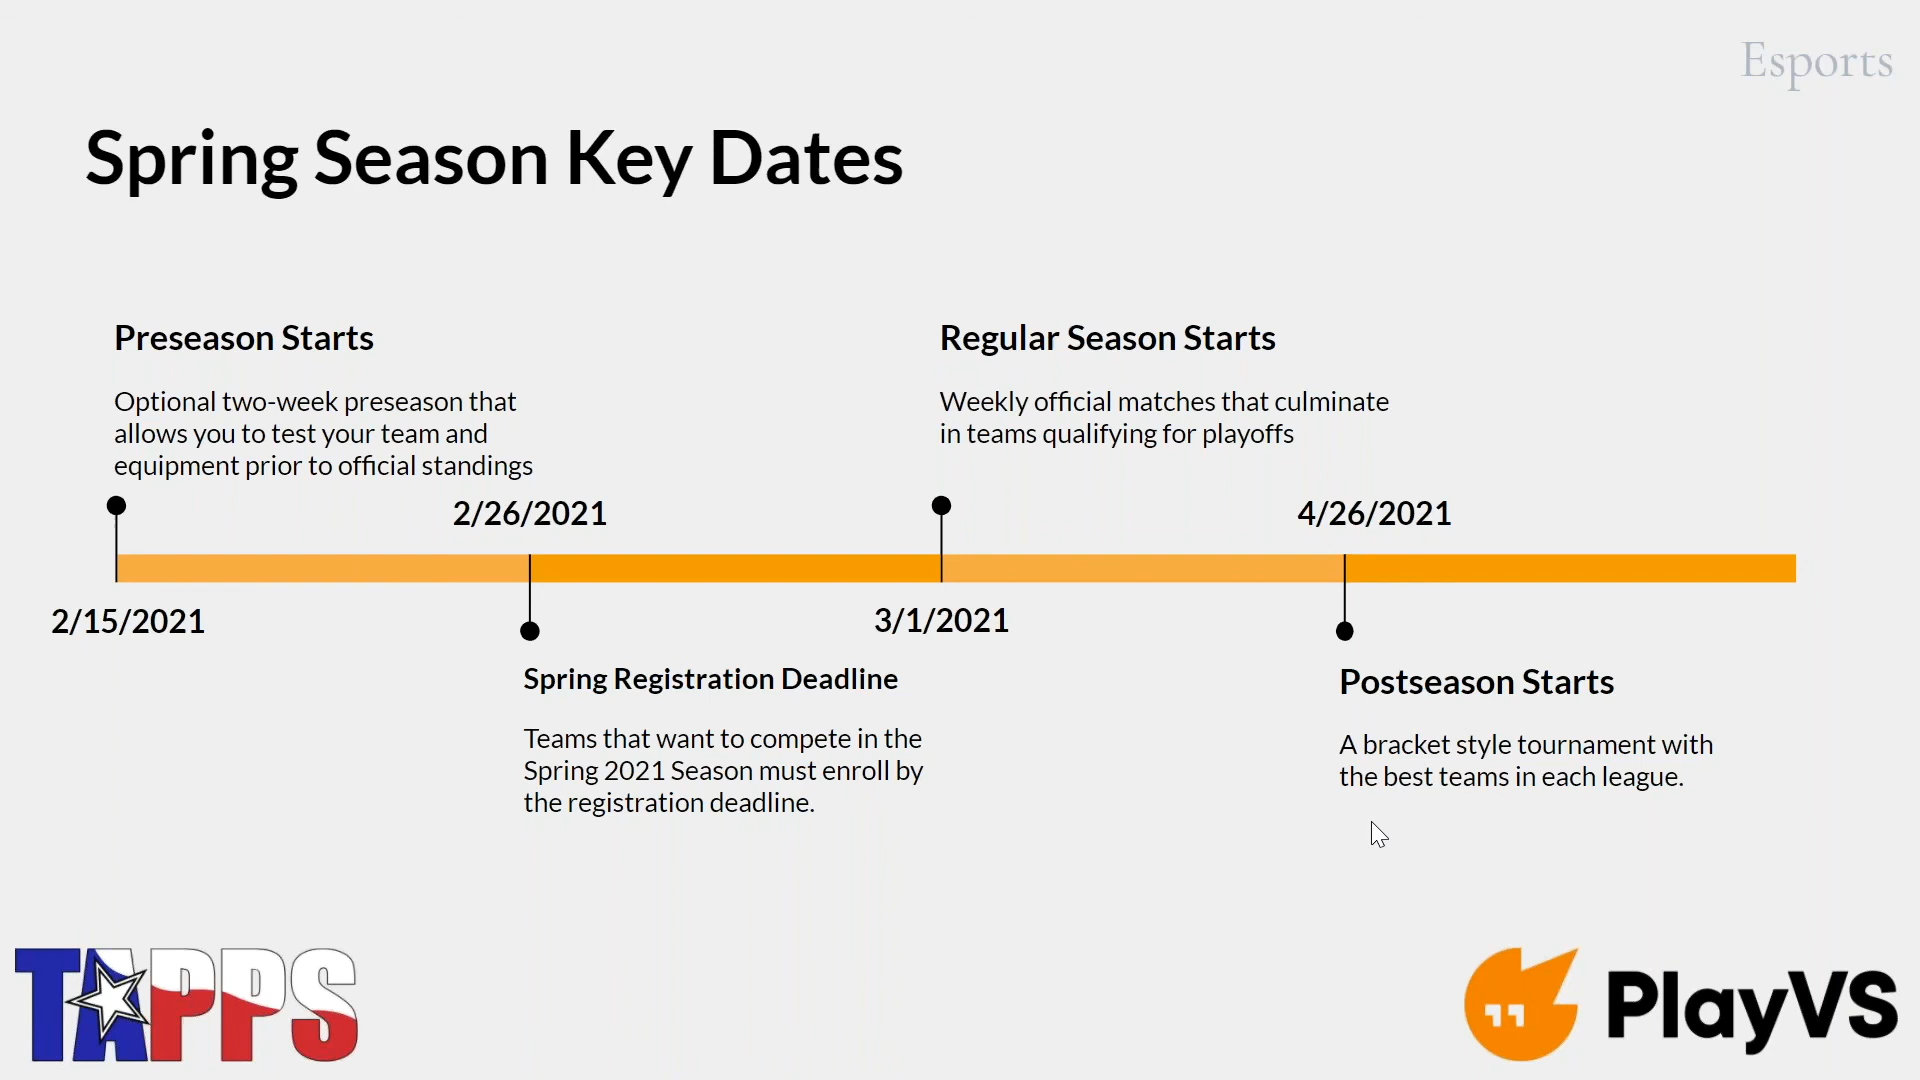 Esports
Spring Season Key Dates
Preseason Starts
Optional two-week preseason that
allows you to test your team and
equipment prior to official standings
2/15/2021
2/26/2021
Spring Registration Deadline
Teams that want to compete in the
Spring 2021 Season must enroll by
the registration deadline.
Regular Season Starts
Weekly official matches that culminate
in teams qualifying for playoffs
3/1/2021
4/26/2021
Postseason Starts
A bracket style tournament with
the best teams in each league.
TAPPS
PlayVS